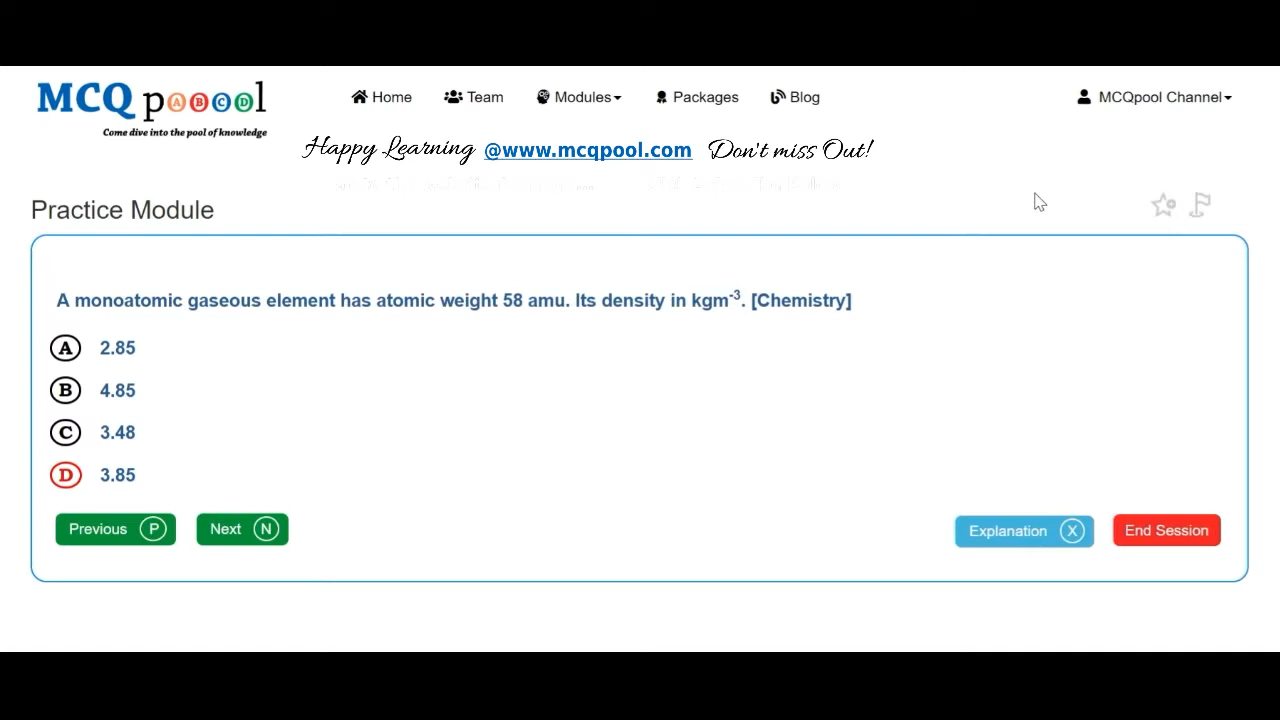 MCQ pooool
A B C D
Come dive into the pool of knowledge
Home Team Modules Packages Blog MCQpool Channel
Happy Learning @www.mcqpool.com Don't miss Out!
Practice Module
A monoatomic gaseous element has atomic weight 58 amu. Its density in kgm⁻³. [Chemistry]
A 2.85
B 4.85
C 3.48
D 3.85
Previous P Next N Explanation X End Session